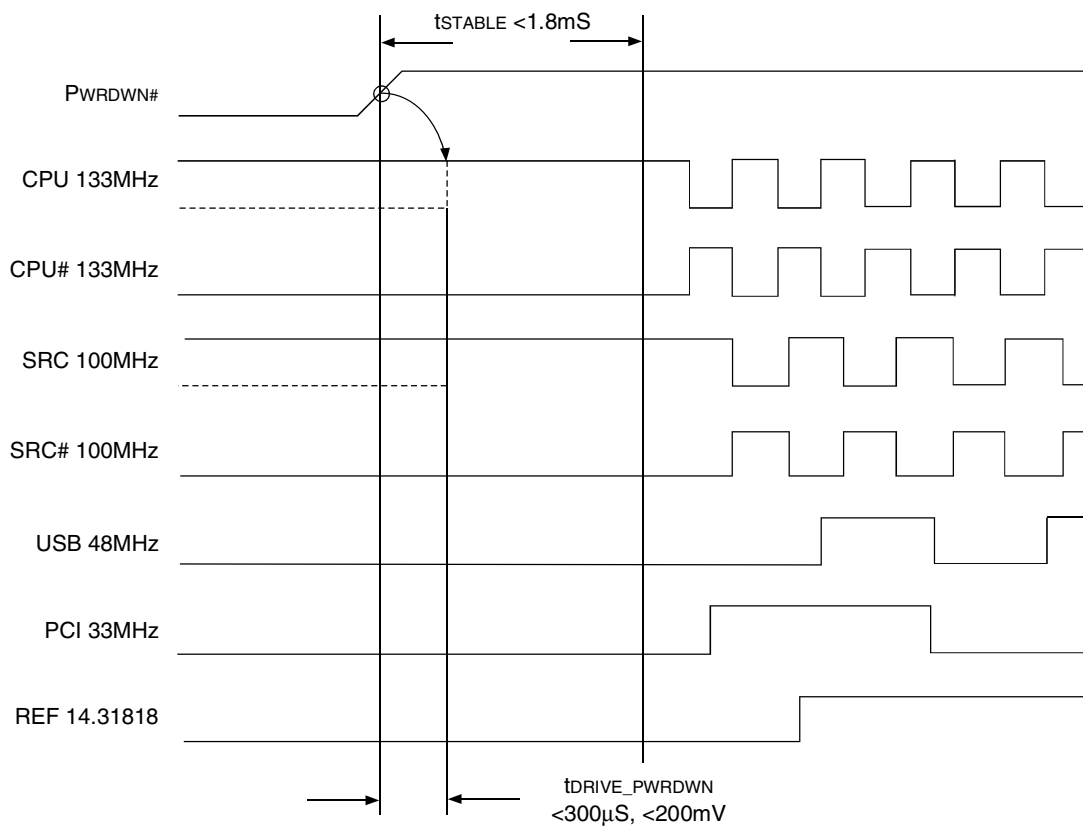 tSTABLE <1.8mS
PWRDWN#
CPU 133MHz
CPU# 133MHz
SRC 100MHz
SRC# 100MHz
USB 48MHz
PCI 33MHz
REF 14.31818
tDRIVE_PWRDWN
<300μS, <200mV